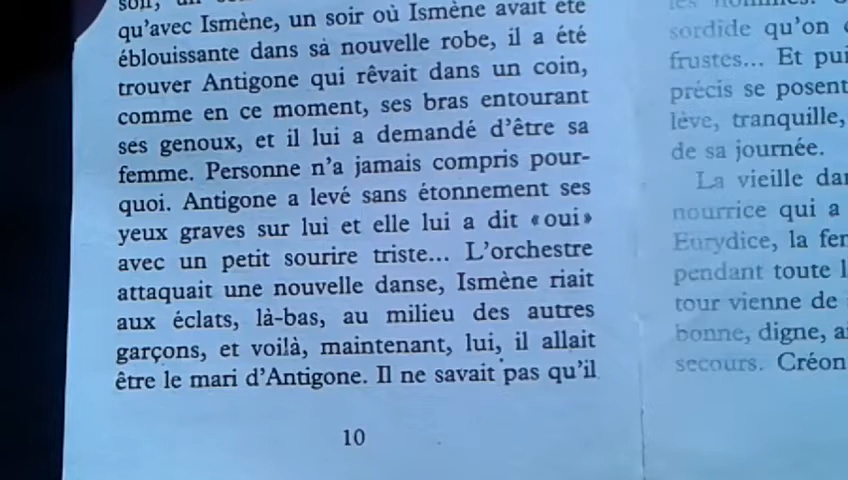 qu'avec Ismène, un soir où Ismène avait été
éblouissante dans sa nouvelle robe, il a été
trouver Antigone qui rêvait dans un coin,
comme en ce moment, ses bras entourant
ses genoux, et il lui a demandé d'être sa
femme. Personne n'a jamais compris pour-
quoi. Antigone a levé sans étonnement ses
yeux graves sur lui et elle lui a dit «oui»
avec un petit sourire triste... L'orchestre
attaquait une nouvelle danse, Ismène riait
aux éclats, là-bas, au milieu des autres
garçons, et voilà, maintenant, lui, il allait
être le mari d'Antigone. Il ne savait pas qu'il
10
sordide qu'on
frustes... Et
précis se posent
lève, tranquille,
de sa journée.
La vieille
nourrice qui a
Eurydice, la
pendant toute
tour vienne de
bonne, digne,
secours. Créon